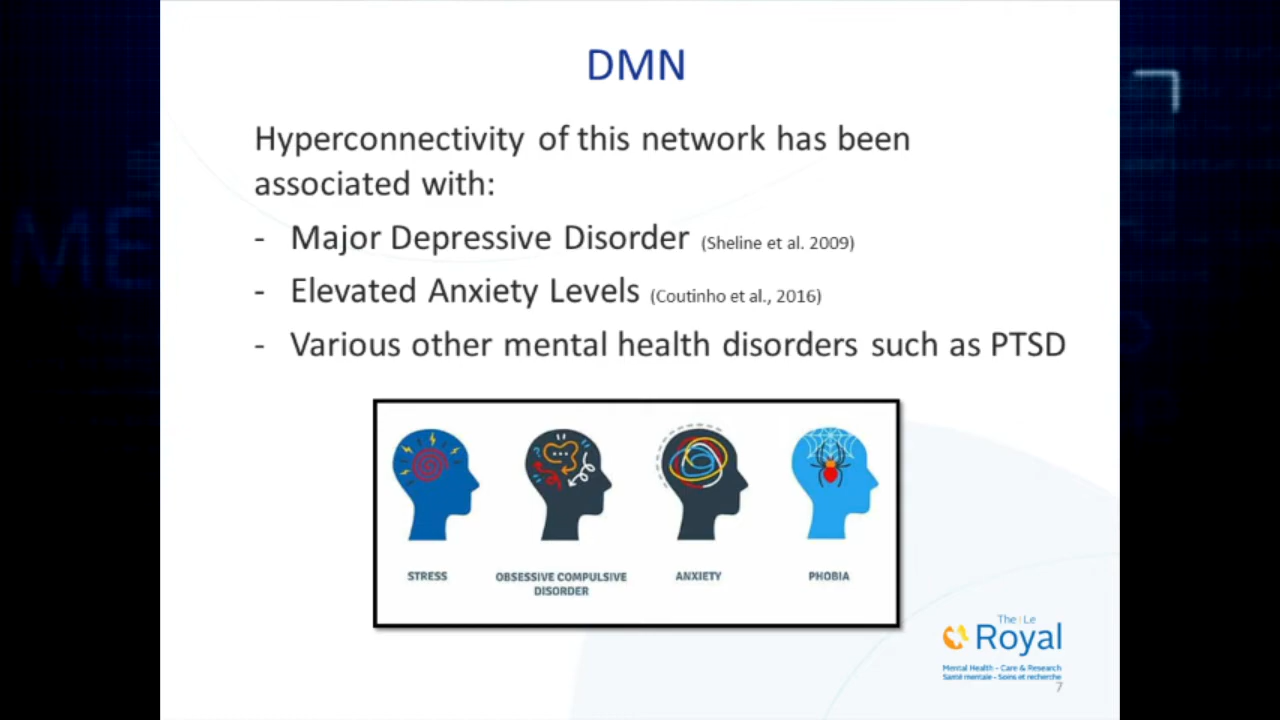 DMN
Hyperconnectivity of this network has been
associated with:
- Major Depressive Disorder (Sheline et al. 2009)
- Elevated Anxiety Levels (Coutinho et al., 2016)
- Various other mental health disorders such as PTSD
STRESS
OBSESSIVE COMPULSIVE
DISORDER
ANXIETY
PHOBIA
The | Le
Royal
Mental Health - Care & Research
Santé mentale - Soins et recherche
7